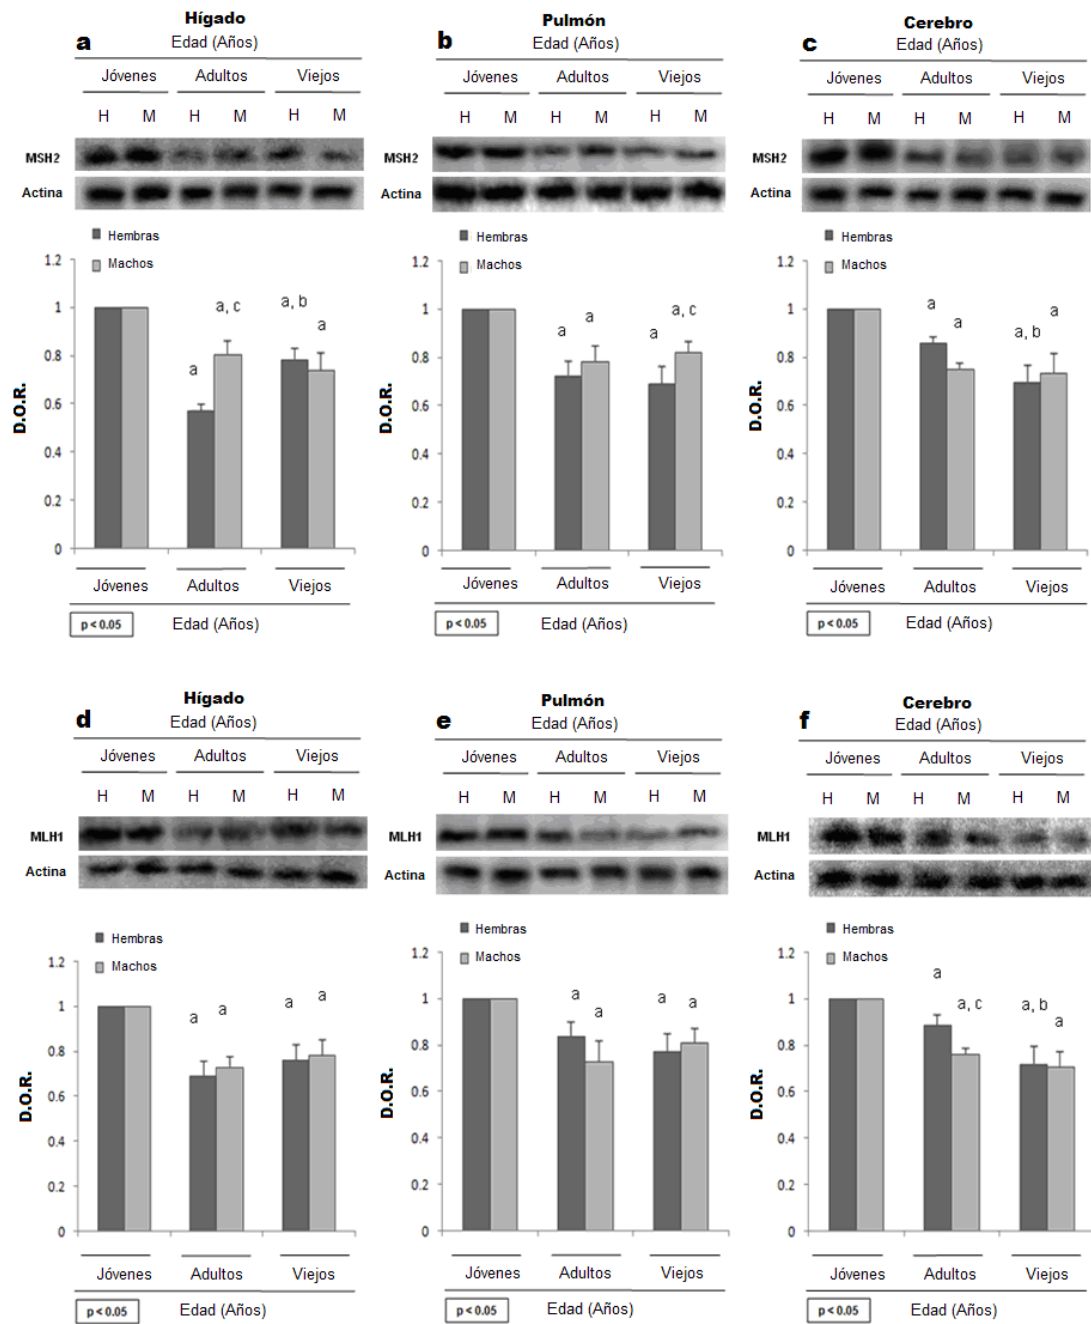 Hígado
a
Edad (Años)
Jóvenes Adultos Viejos
H M H M H M
MSH2
Actina
Hembras
Machos
1.2
1
0.8
0.6
0.4
0.2
0
D.O.R.
a
a, c
a, b
a
Jóvenes Adultos Viejos
p < 0.05
Edad (Años)
Pulmón
b
Edad (Años)
Jóvenes Adultos Viejos
H M H M H M
MSH2
Actina
Hembras
Machos
1.2
1
0.8
0.6
0.4
0.2
0
D.O.R.
a
a
a
a, c
Jóvenes Adultos Viejos
p < 0.05
Edad (Años)
Cerebro
c
Edad (Años)
Jóvenes Adultos Viejos
H M H M H M
MSH2
Actina
Hembras
Machos
1.2
1
0.8
0.6
0.4
0.2
0
D.O.R.
a
a
a, b
a
Jóvenes Adultos Viejos
p < 0.05
Edad (Años)
Hígado
d
Edad (Años)
Jóvenes Adultos Viejos
H M H M H M
MLH1
Actina
Hembras
Machos
1.2
1
0.8
0.6
0.4
0.2
0
D.O.R.
a
a
a
a
Jóvenes Adultos Viejos
p < 0.05
Edad (Años)
Pulmón
e
Edad (Años)
Jóvenes Adultos Viejos
H M H M H M
MLH1
Actina
Hembras
Machos
1.2
1
0.8
0.6
0.4
0.2
0
D.O.R.
a
a
a
a
Jóvenes Adultos Viejos
p < 0.05
Edad (Años)
Cerebro
f
Edad (Años)
Jóvenes Adultos Viejos
H M H M H M
MLH1
Actina
Hembras
Machos
1.2
1
0.8
0.6
0.4
0.2
0
D.O.R.
a
a, c
a, b
a
Jóvenes Adultos Viejos
p < 0.05
Edad (Años)